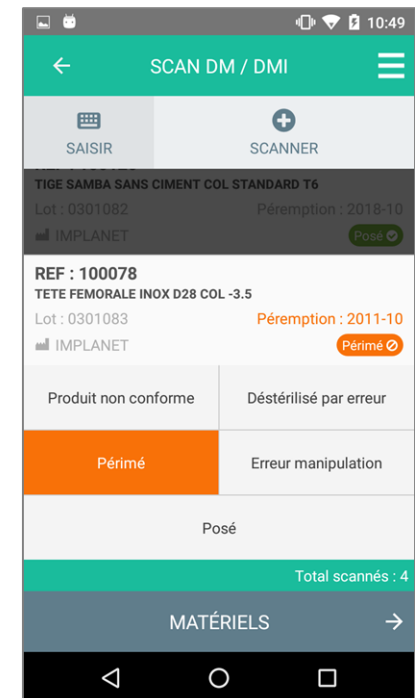 10:49
SCAN DM / DMI
SAISIR
SCANNER
TIGE SAMBA SANS CIMENT COL STANDARD T6
Lot : 0301082
Péremption : 2018-10
IMPLANET
Posé
REF : 100078
TETE FEMORALE INOX D28 COL -3.5
Lot : 0301083
Péremption : 2011-10
IMPLANET
Périmé
Produit non conforme
Déstérilisé par erreur
Périmé
Erreur manipulation
Posé
Total scannés : 4
MATÉRIELS